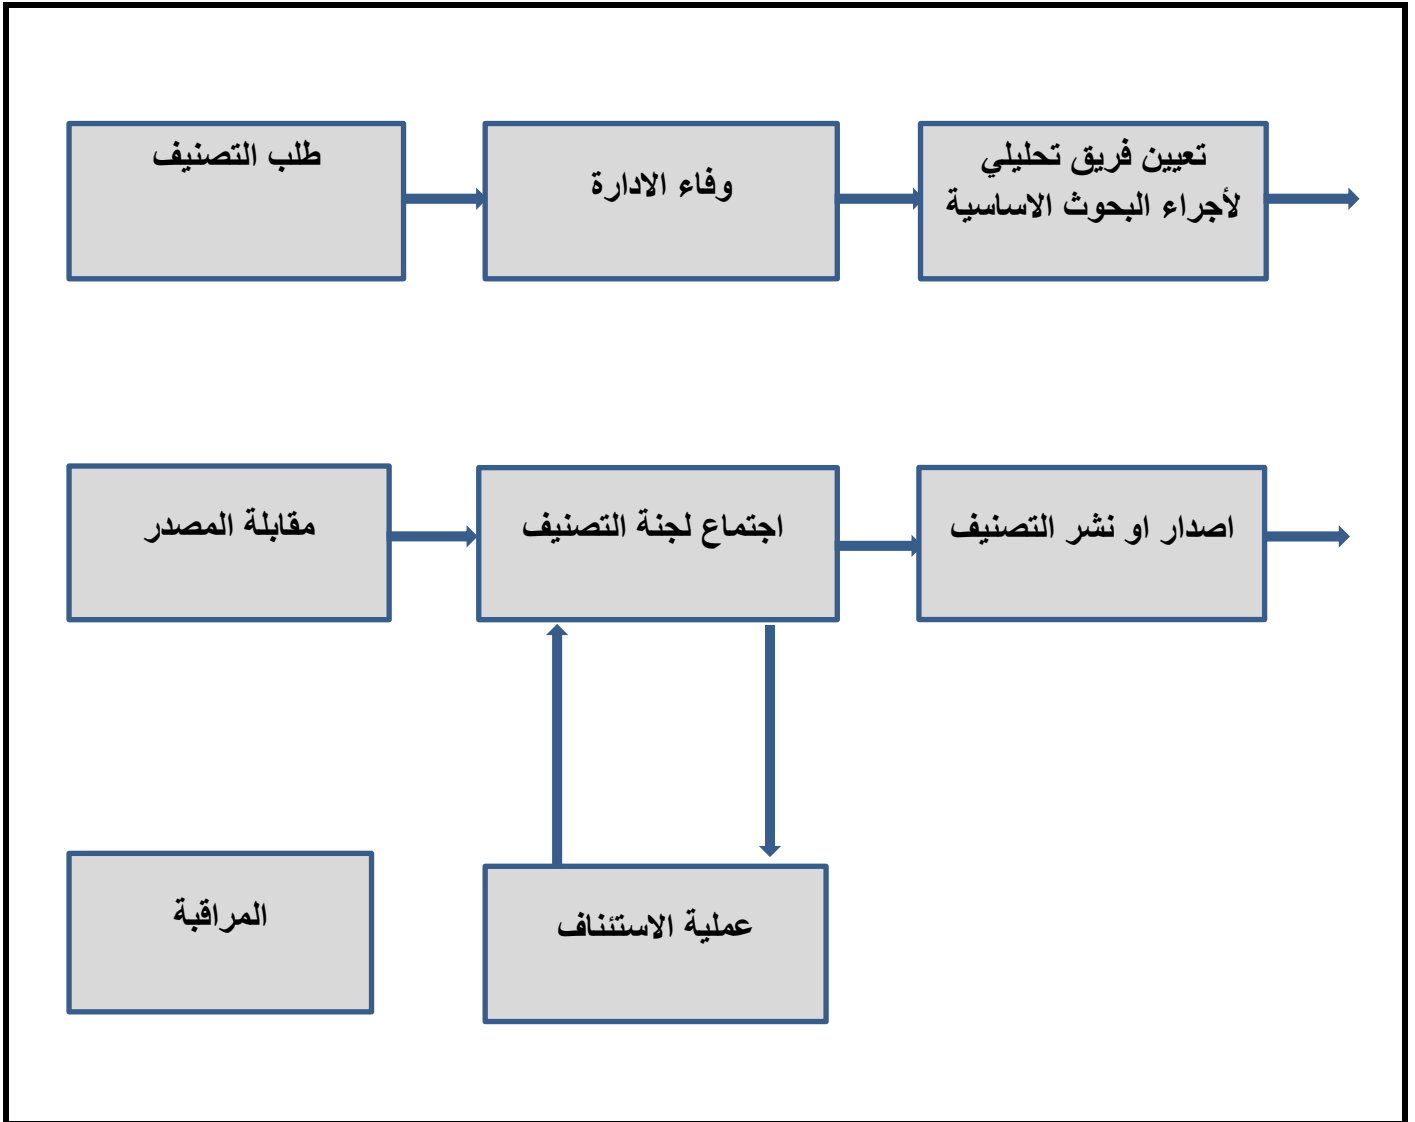 طلب التصنيف
وفاء الادارة
تعيين فريق تحليلي
لأجراء البحوث الاساسية
مقابلة المصدر
اجتماع لجنة التصنيف
اصدار او نشر التصنيف
المراقبة
عملية الاستئناف